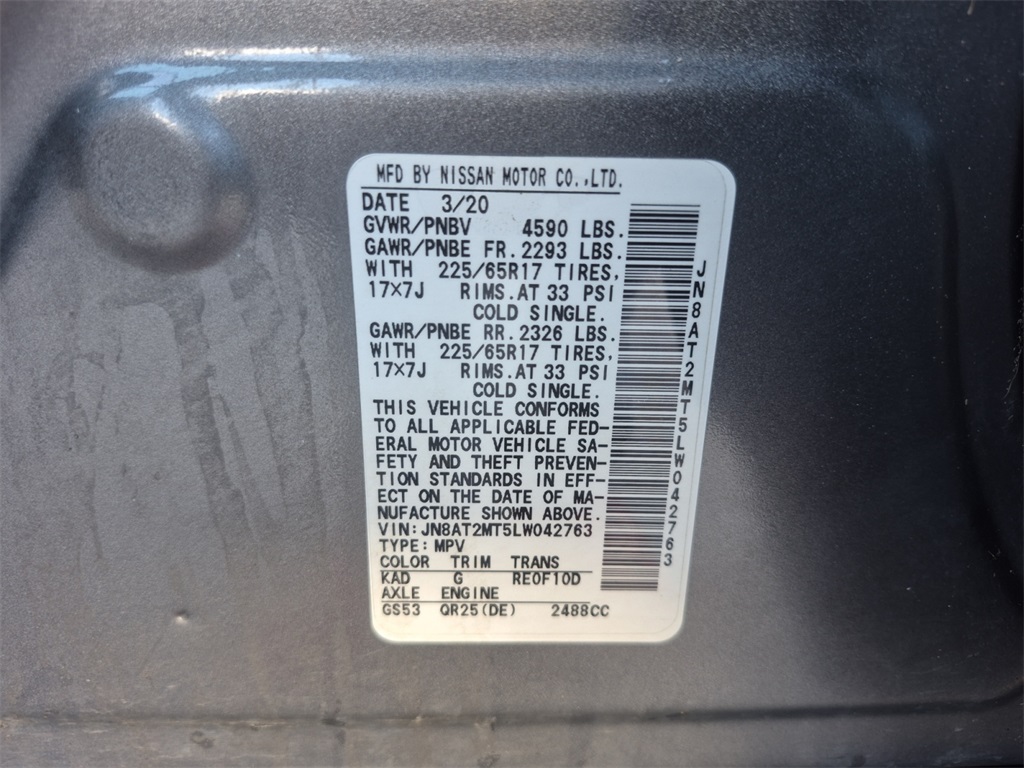 MFD BY NISSAN MOTOR CO.,LTD.
DATE 3/20
GVWR/PNBV 4590 LBS.
GAWR/PNBE FR.2293 LBS.
WITH 225/65R17 TIRES,
17×7J RIMS.AT 33 PSI
COLD SINGLE.
GAWR/PNBE RR.2326 LBS.
WITH 225/65R17 TIRES,
17×7J RIMS.AT 33 PSI
COLD SINGLE.
THIS VEHICLE CONFORMS
TO ALL APPLICABLE FED-
ERAL MOTOR VEHICLE SA-
FETY AND THEFT PREVEN-
TION STANDARDS IN EFF-
ECT ON THE DATE OF MA-
NUFACTURE SHOWN ABOVE.
VIN:JN8AT2MT5LW042763
TYPE:MPV
COLOR TRIM TRANS
KAD G RE0F10D
AXLE ENGINE
GS53 QR25(DE) 2488CC
JN8AT2MT5LW042763